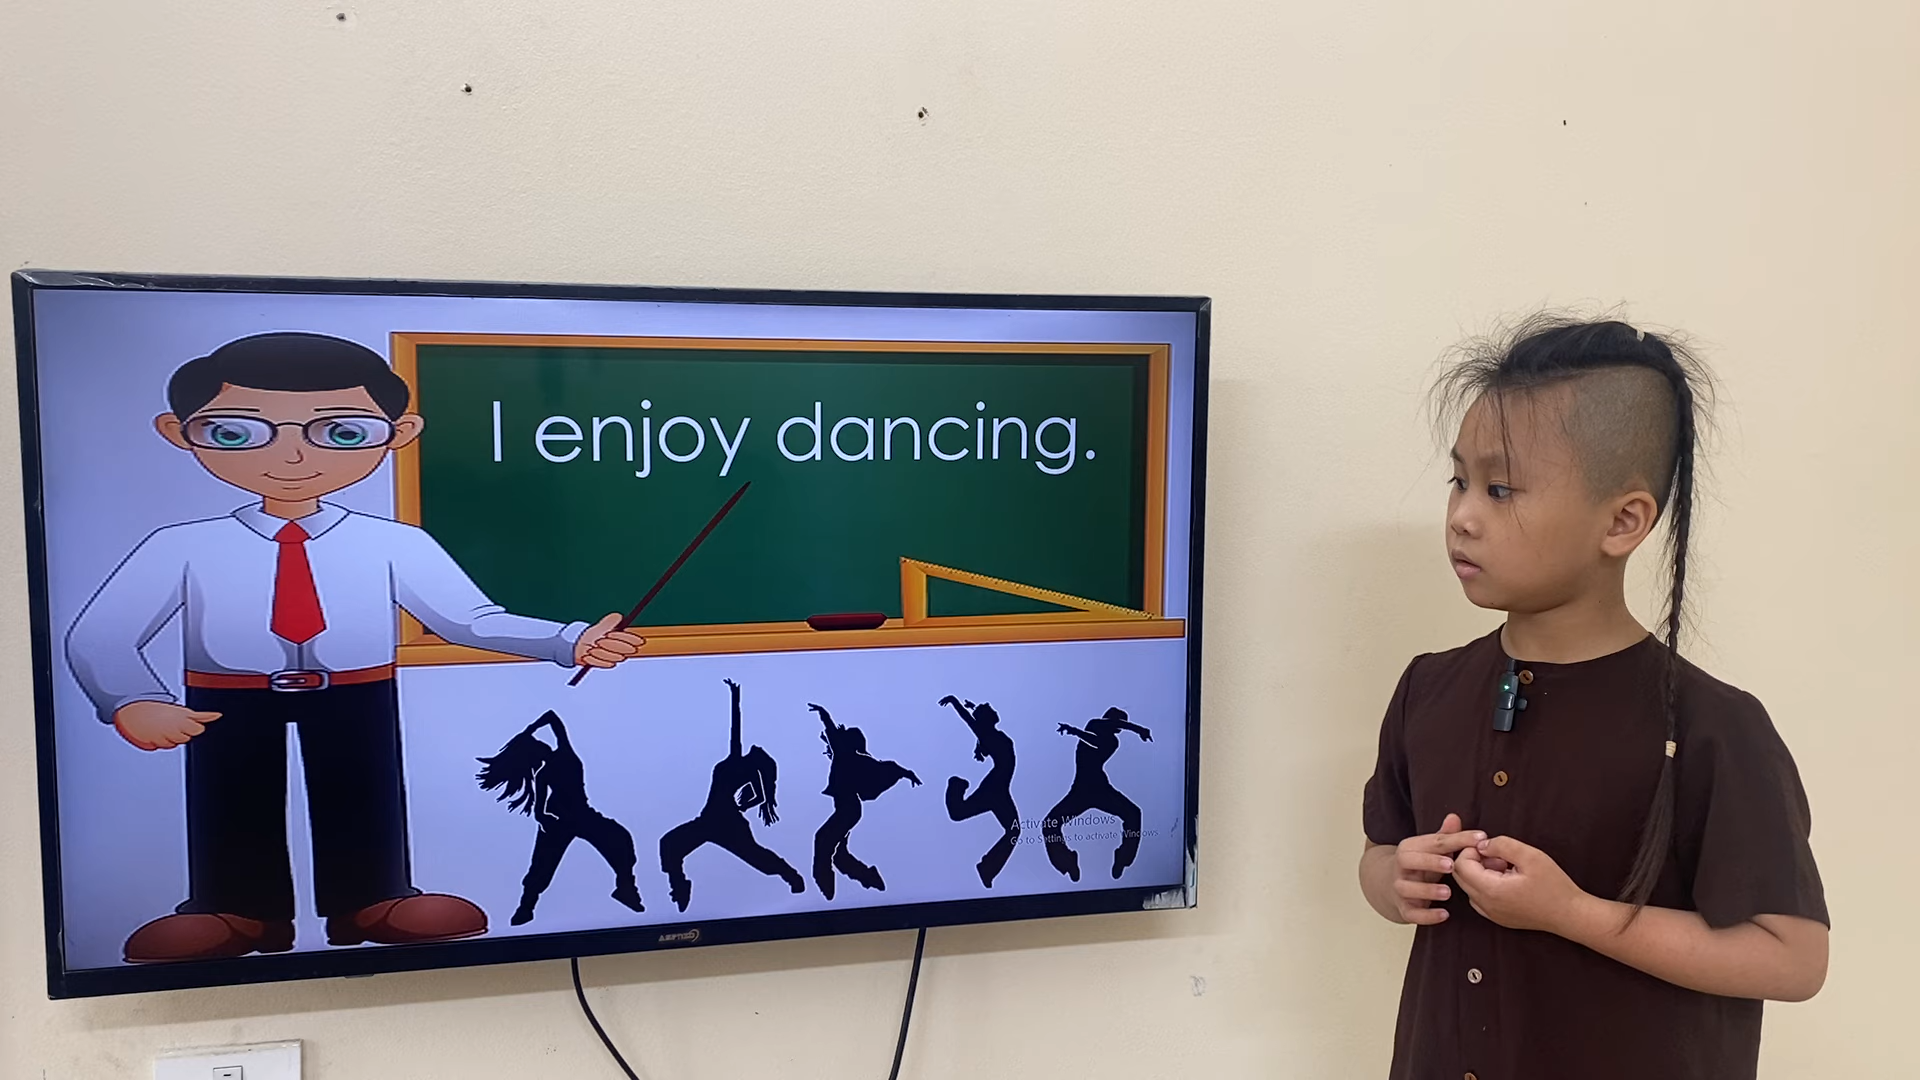 I enjoy dancing.
Activate Windows
Go to Settings to activate Windows.